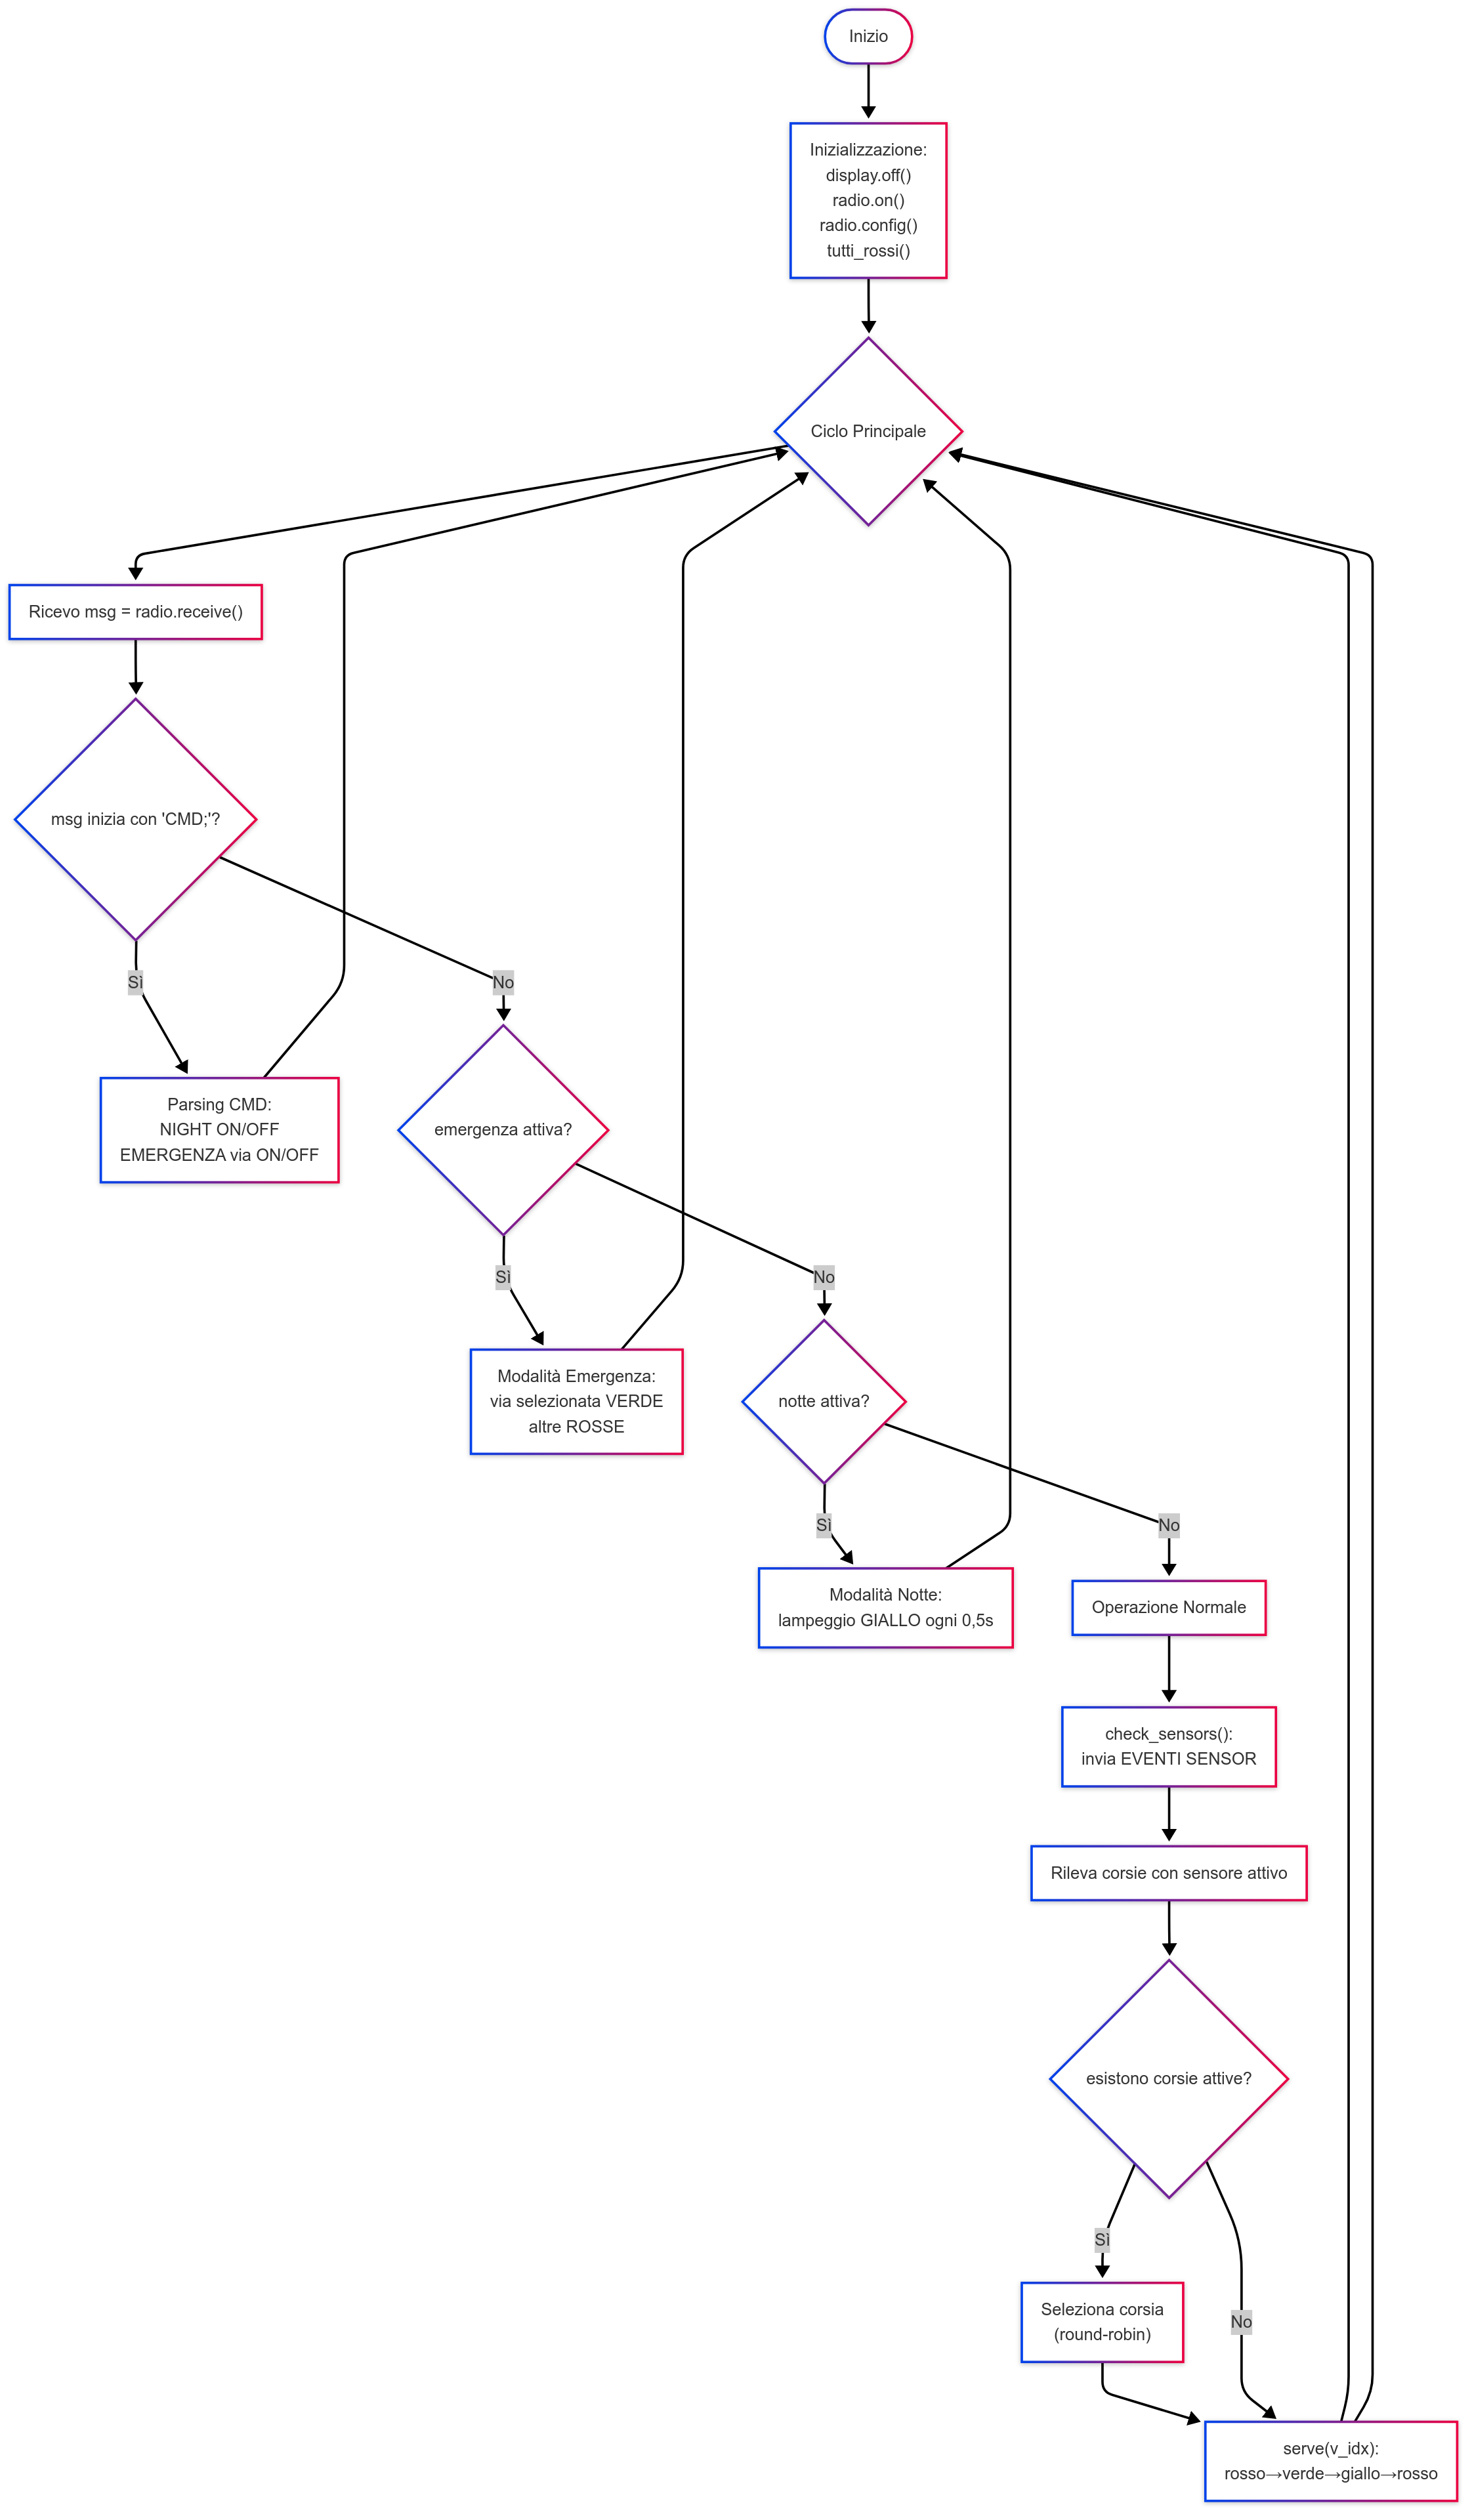 Inizio
Inizializzazione:
display.off()
radio.on()
radio.config()
tutti_rossi()
Ciclo Principale
Ricevo msg = radio.receive()
msg inizia con 'CMD;'?
Sì
No
Parsing CMD:
NIGHT ON/OFF
EMERGENZA via ON/OFF
emergenza attiva?
Sì
No
Modalità Emergenza:
via selezionata VERDE
altre ROSSE
notte attiva?
Sì
No
Modalità Notte:
lampeggio GIALLO ogni 0,5s
Operazione Normale
check_sensors():
invia EVENTI SENSOR
Rileva corsie con sensore attivo
esistono corsie attive?
Sì
No
Seleziona corsia
(round-robin)
serve(v_idx):
rosso→verde→giallo→rosso